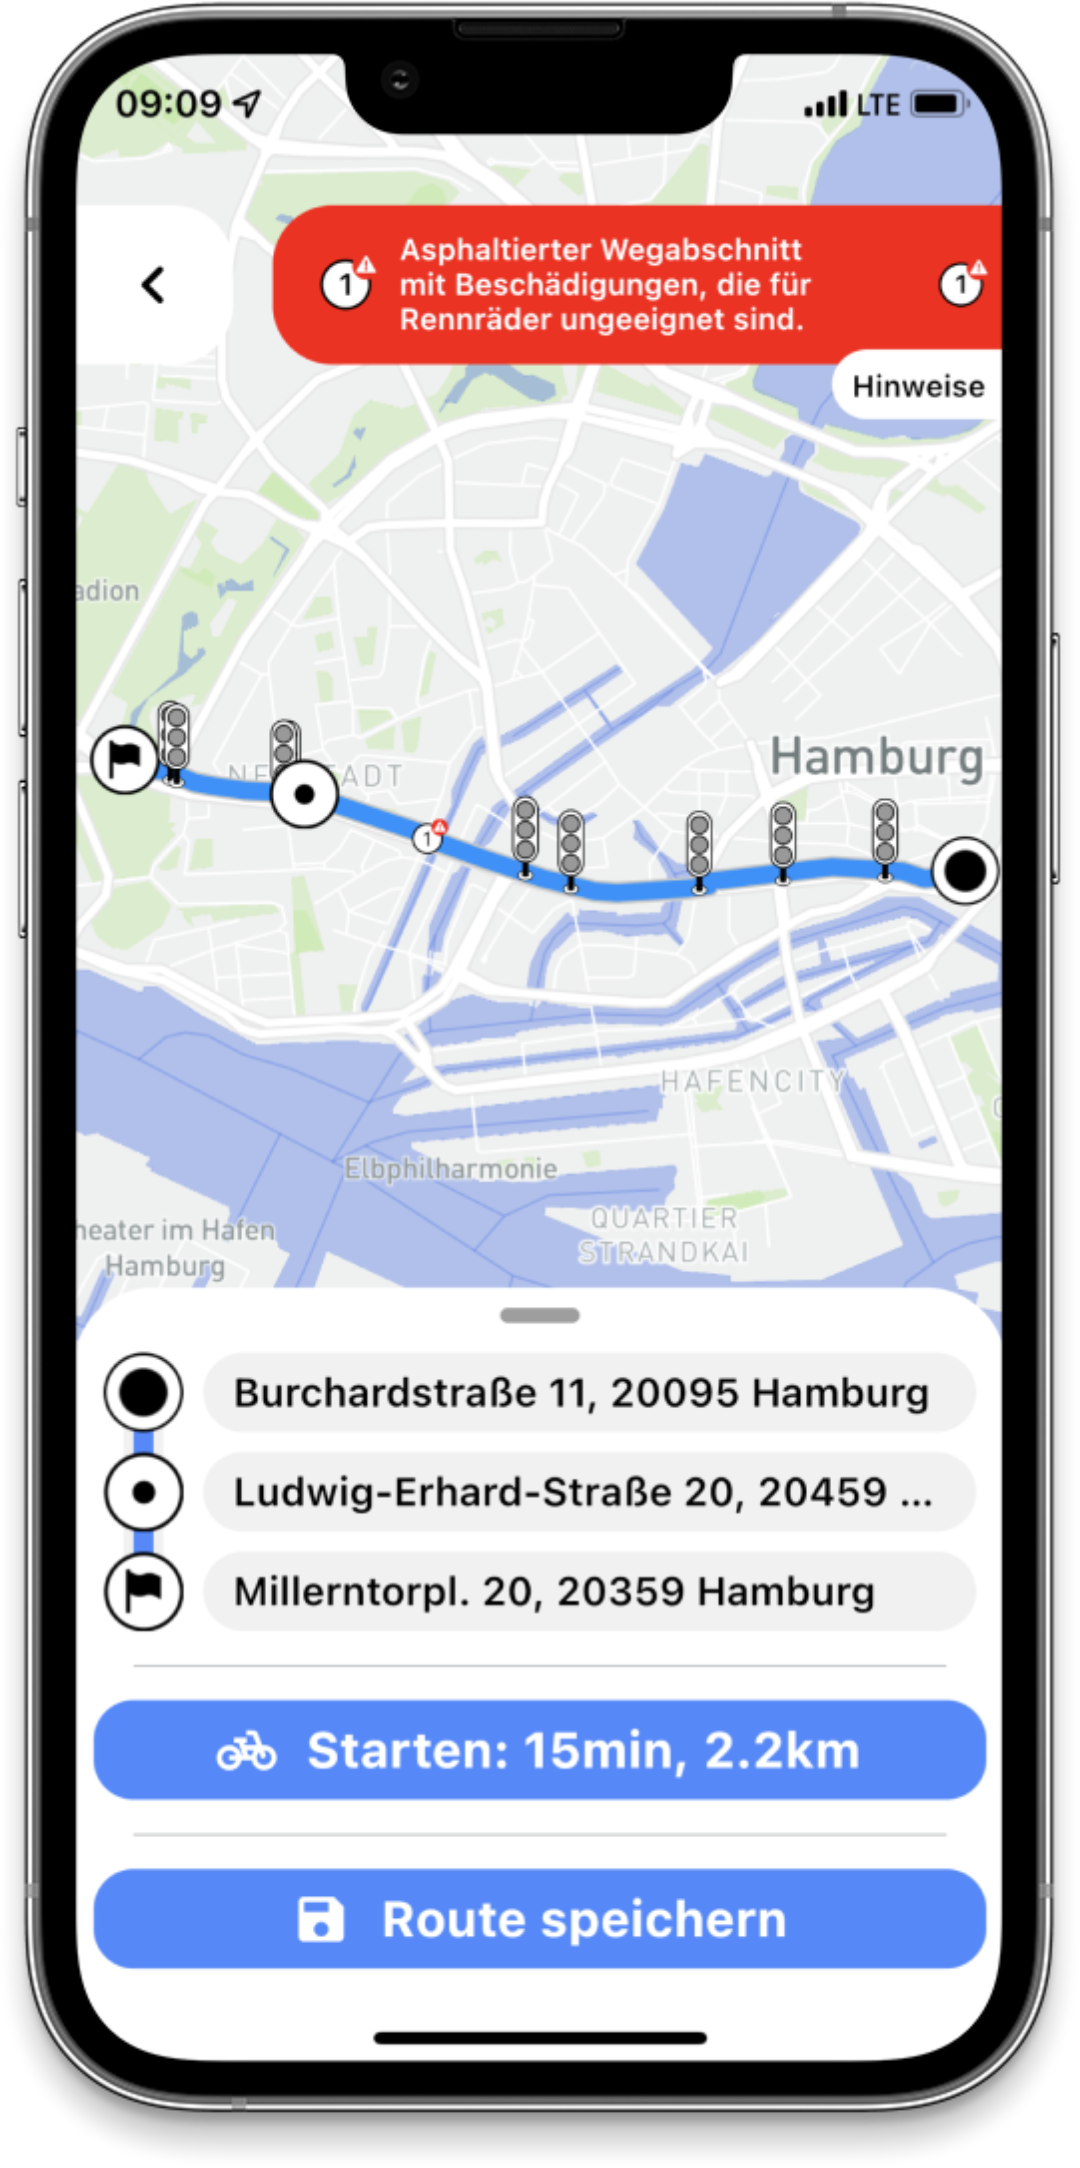 09:09
LTE
1
Asphaltierter Wegabschnitt
mit Beschädigungen, die für
Rennräder ungeeignet sind.
1
Hinweise
adion
Hamburg
NE STADT
1
HAFENCITY
Elbphilharmonie
QUARTIER
STRANDKAI
heater im Hafen
Hamburg
Burchardstraße 11, 20095 Hamburg
Ludwig-Erhard-Straße 20, 20459 ...
Millerntorpl. 20, 20359 Hamburg
Starten: 15min, 2.2km
Route speichern